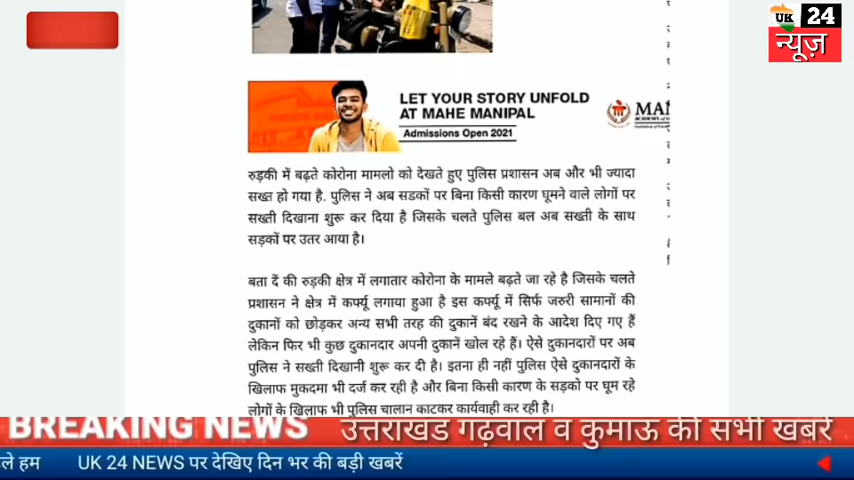 UK 24
न्यूज़
LET YOUR STORY UNFOLD
AT MAHE MANIPAL
Admissions Open 2021
रुड़की में बढ़ते कोरोना मामलो को देखते हुए पुलिस प्रशासन अब और भी ज्यादा
सख्त हो गया है. पुलिस ने अब सडकों पर बिना किसी कारण घूमने वाले लोगों पर
सख्ती दिखाना शुरू कर दिया है जिसके चलते पुलिस बल अब सख्ती के साथ
सड़कों पर उतर आया है।
बता दें की रुड़की क्षेत्र में लगातार कोरोना के मामले बढ़ते जा रहे है जिसके चलते
प्रशासन ने क्षेत्र में कर्फ्यू लगाया हुआ है इस कर्फ्यू में सिर्फ जरुरी सामानों की
दुकानों को छोड़कर अन्य सभी तरह की दुकानें बंद रखने के आदेश दिए गए हैं
लेकिन फिर भी कुछ दुकानदार अपनी दुकानें खोल रहे हैं। ऐसे दुकानदारों पर अब
पुलिस ने सख्ती दिखानी शुरू कर दी है। इतना ही नहीं पुलिस ऐसे दुकानदारों के
खिलाफ मुकदमा भी दर्ज कर रही है और बिना किसी कारण के सड़को पर घूम रहे
लोगों के खिलाफ भी पुलिस चालान काटकर कार्यवाही कर रही है।
BREAKING NEWS उत्तराखंड गढ़वाल व कुमाऊ की सभी खबरें
ले हम UK 24 NEWS पर देखिए दिन भर की बड़ी खबरें